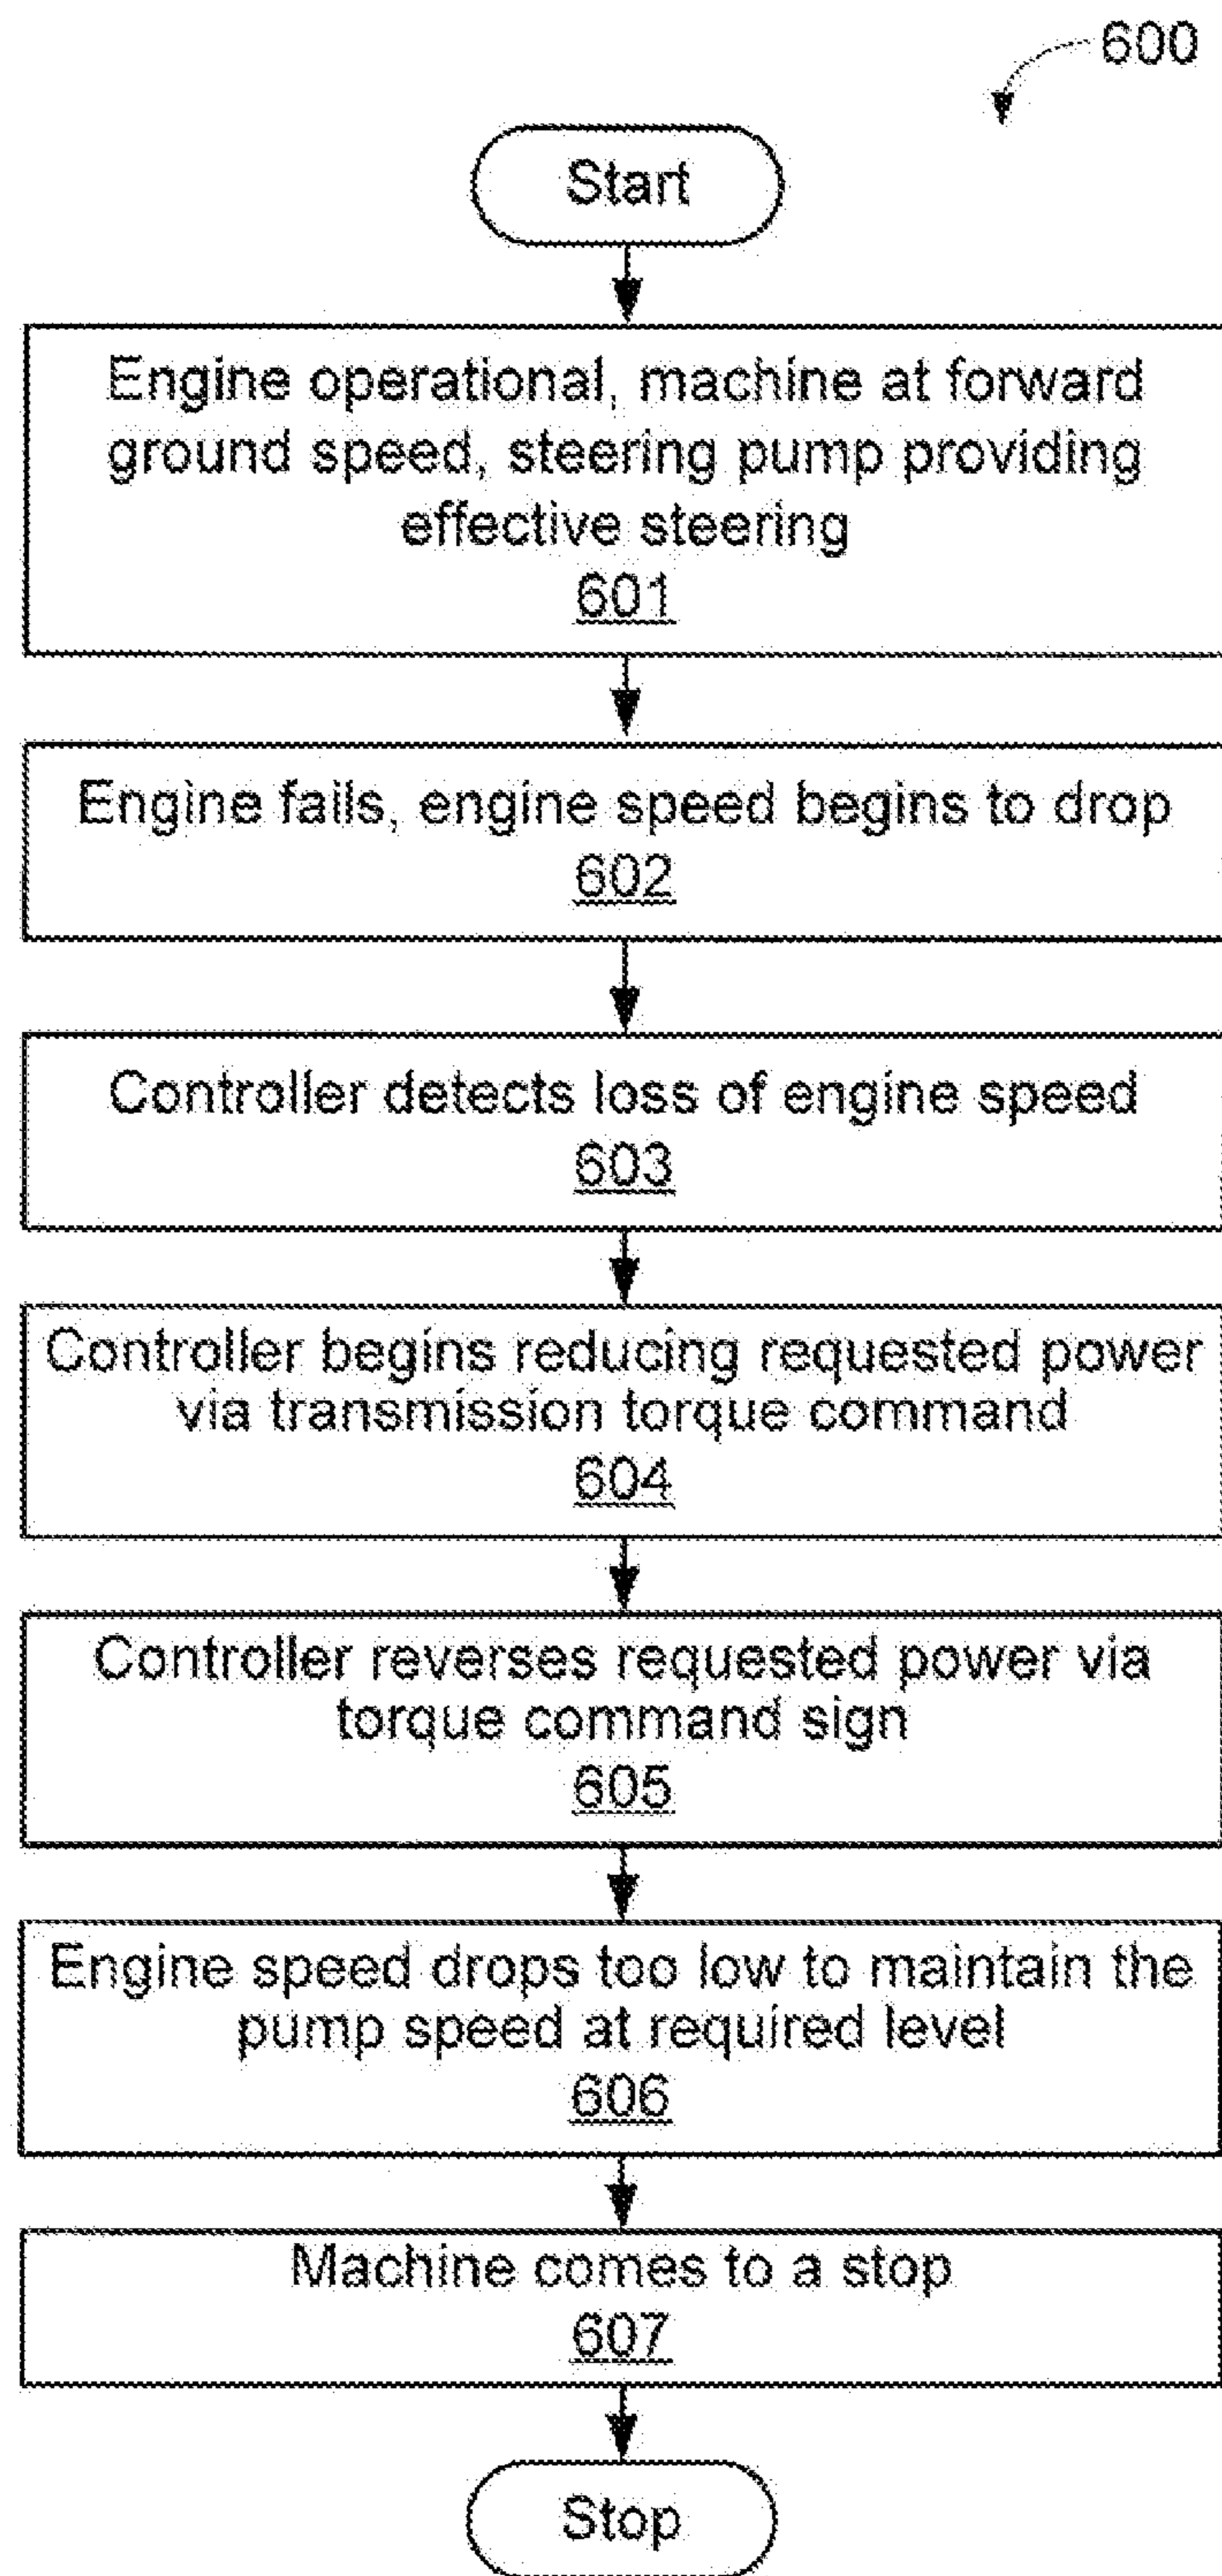 600
Start
Engine operational, machine at forward
ground speed, steering pump providing
effective steering
601
Engine fails, engine speed begins to drop
602
Controller detects loss of engine speed
603
Controller begins reducing requested power
via transmission torque command
604
Controller reverses requested power via
torque command sign
605
Engine speed drops too low to maintain the
pump speed at required level
606
Machine comes to a stop
607
Stop